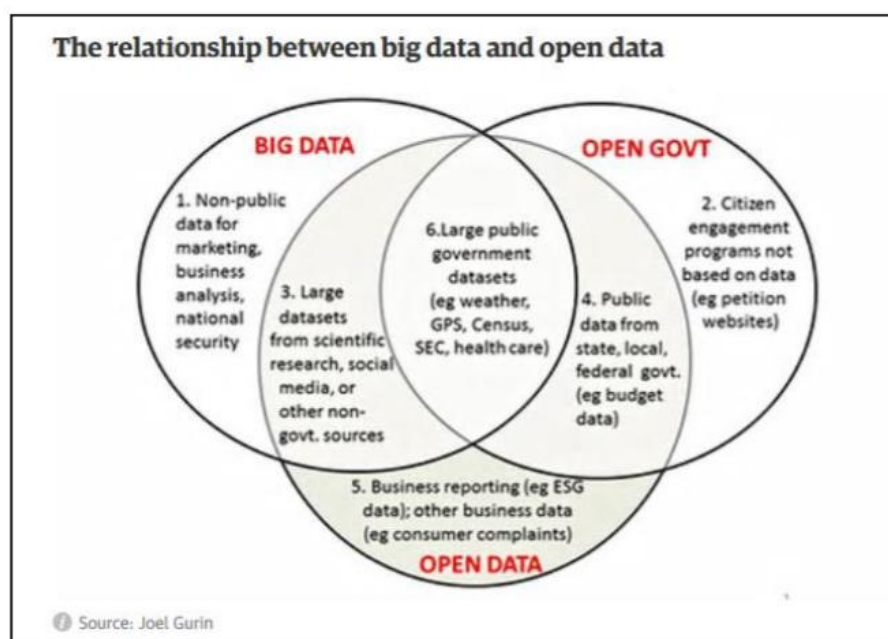 The relationship between big data and open data
BIG DATA
OPEN GOVT
1. Non-public
data for
marketing,
business
analysis,
national
security
2. Citizen
engagement
programs not
based on data
(eg petition
websites)
3. Large
datasets
from scientific
research, social
media, or
other non-
govt. sources
6.Large public
government
datasets
(eg weather,
GPS, Census,
SEC, health care)
4. Public
data from
state, local,
federal govt.
(eg budget
data)
5. Business reporting (eg ESG
data); other business data
(eg consumer complaints)
OPEN DATA
i Source: Joel Gurin